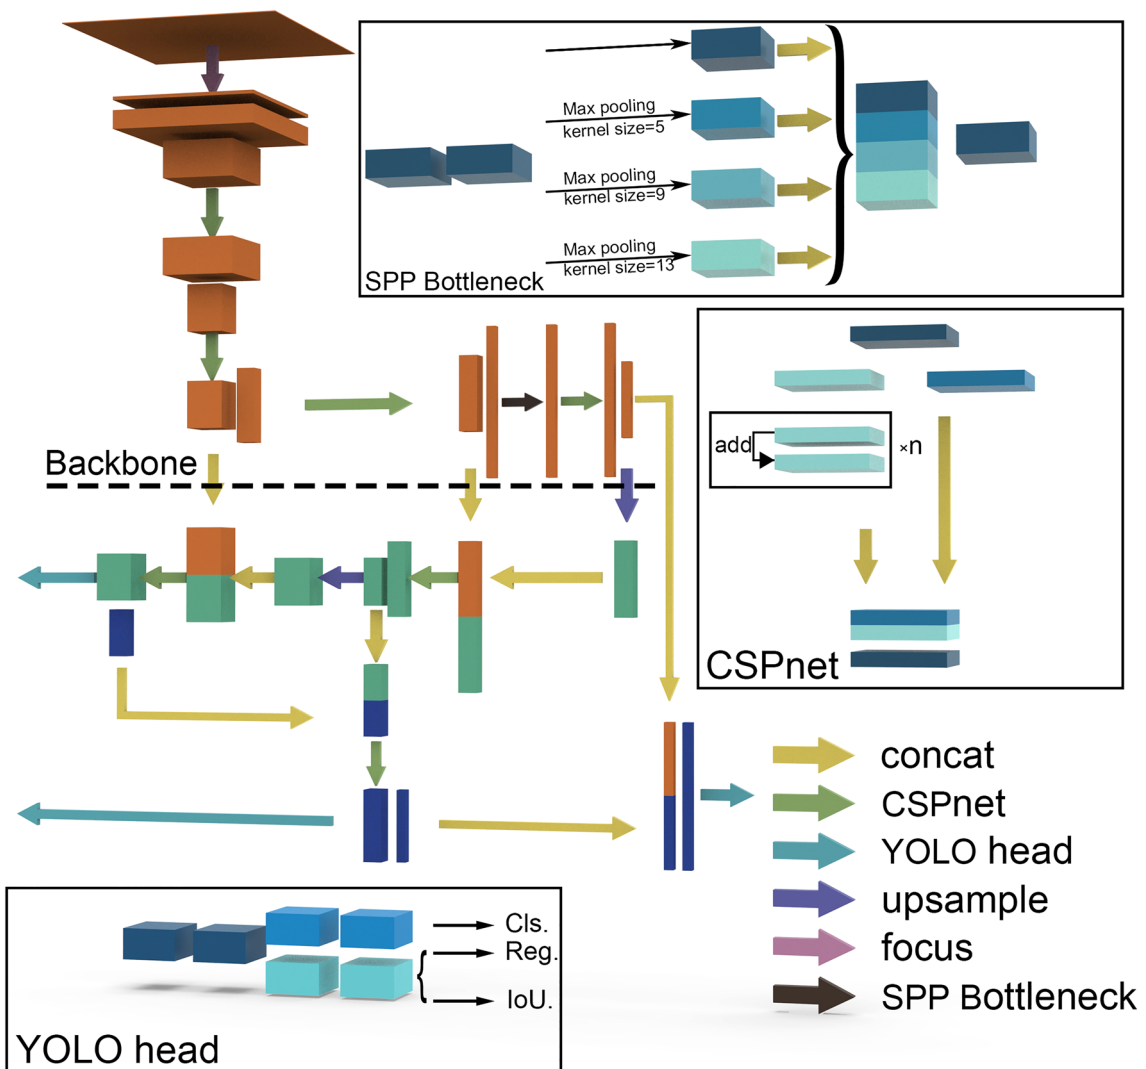 Max pooling
kernel size=5
Max pooling
kernel size=9
Max pooling
kernel size=13
SPP Bottleneck
add
×n
CSPnet
Backbone
concat
CSPnet
YOLO head
upsample
focus
SPP Bottleneck
Cls.
Reg.
IoU.
YOLO head